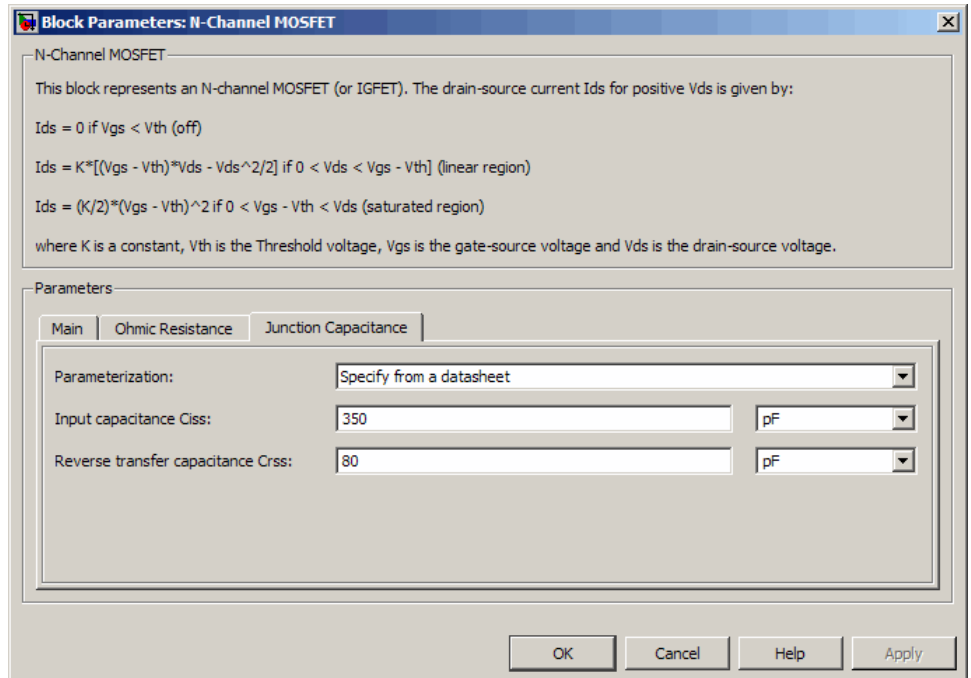 Block Parameters: N-Channel MOSFET
N-Channel MOSFET
This block represents an N-channel MOSFET (or IGFET). The drain-source current Ids for positive Vds is given by:
Ids = 0 if Vgs < Vth (off)
Ids = K*[(Vgs - Vth)*Vds - Vds^2/2] if 0 < Vds < Vgs - Vth] (linear region)
Ids = (K/2)*(Vgs - Vth)^2 if 0 < Vgs - Vth < Vds (saturated region)
where K is a constant, Vth is the Threshold voltage, Vgs is the gate-source voltage and Vds is the drain-source voltage.
Parameters
Main Ohmic Resistance Junction Capacitance
Parameterization: Specify from a datasheet
Input capacitance Ciss: 350 pF
Reverse transfer capacitance Crss: 80 pF
OK Cancel Help Apply